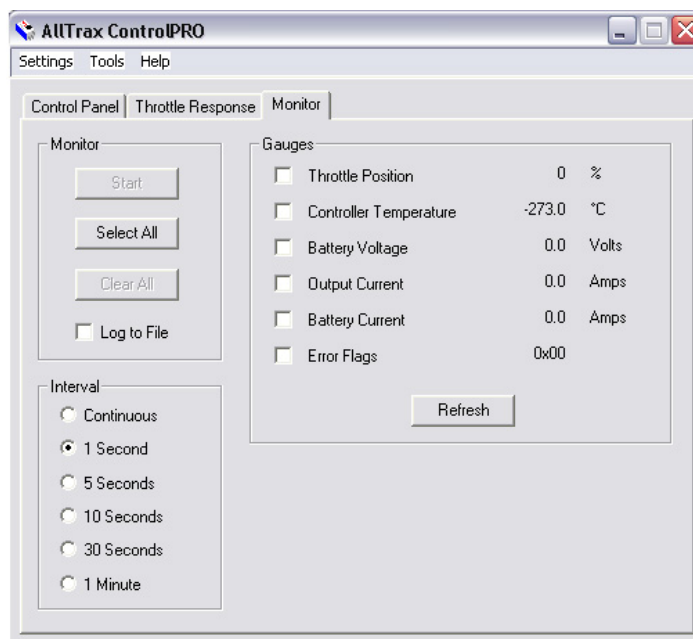 AllTrax ControlPRO
Settings Tools Help
Control Panel Throttle Response Monitor
Monitor
Start
Select All
Clear All
Log to File
Interval
Continuous
1 Second
5 Seconds
10 Seconds
30 Seconds
1 Minute
Gauges
Throttle Position 0 %
Controller Temperature -273.0 °C
Battery Voltage 0.0 Volts
Output Current 0.0 Amps
Battery Current 0.0 Amps
Error Flags 0x00
Refresh